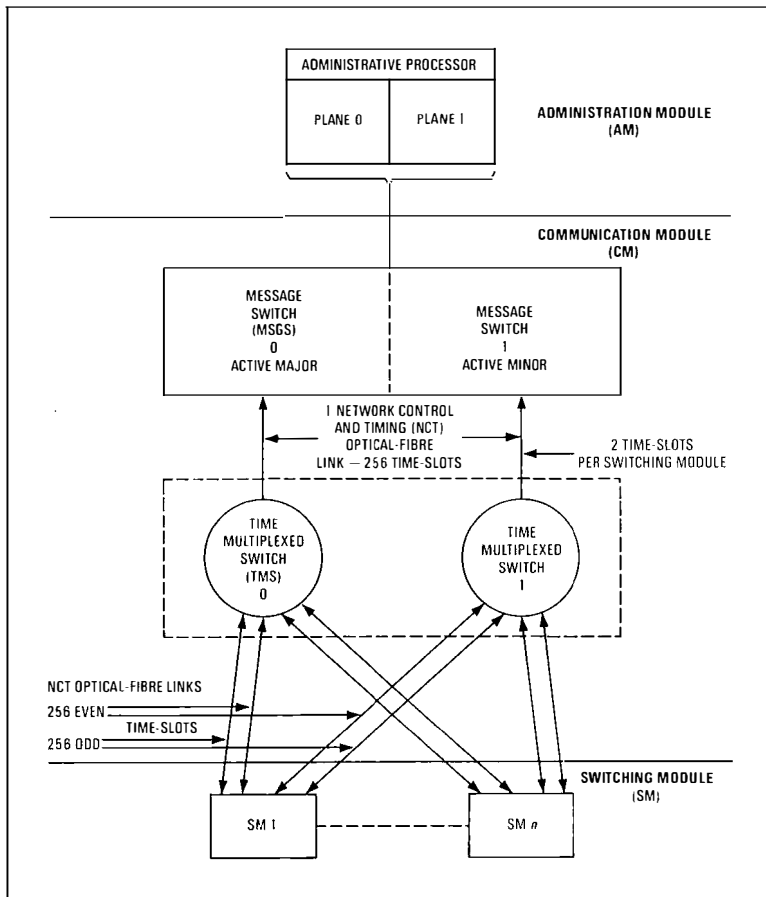 ADMINISTRATIVE PROCESSOR
PLANE 0
PLANE 1
ADMINISTRATION MODULE
(AM)
COMMUNICATION MODULE
(CM)
MESSAGE
SWITCH
(MSGS)
0
ACTIVE MAJOR
MESSAGE
SWITCH
1
ACTIVE MINOR
1 NETWORK CONTROL
AND TIMING (NCT)
OPTICAL-FIBRE
LINK — 256 TIME-SLOTS
2 TIME-SLOTS
PER SWITCHING MODULE
TIME
MULTIPLEXED
SWITCH
(TMS)
0
TIME
MULTIPLEXED
SWITCH
1
NCT OPTICAL-FIBRE LINKS
256 EVEN
TIME-SLOTS
256 ODD
SWITCHING MODULE
(SM)
SM 1
SM n